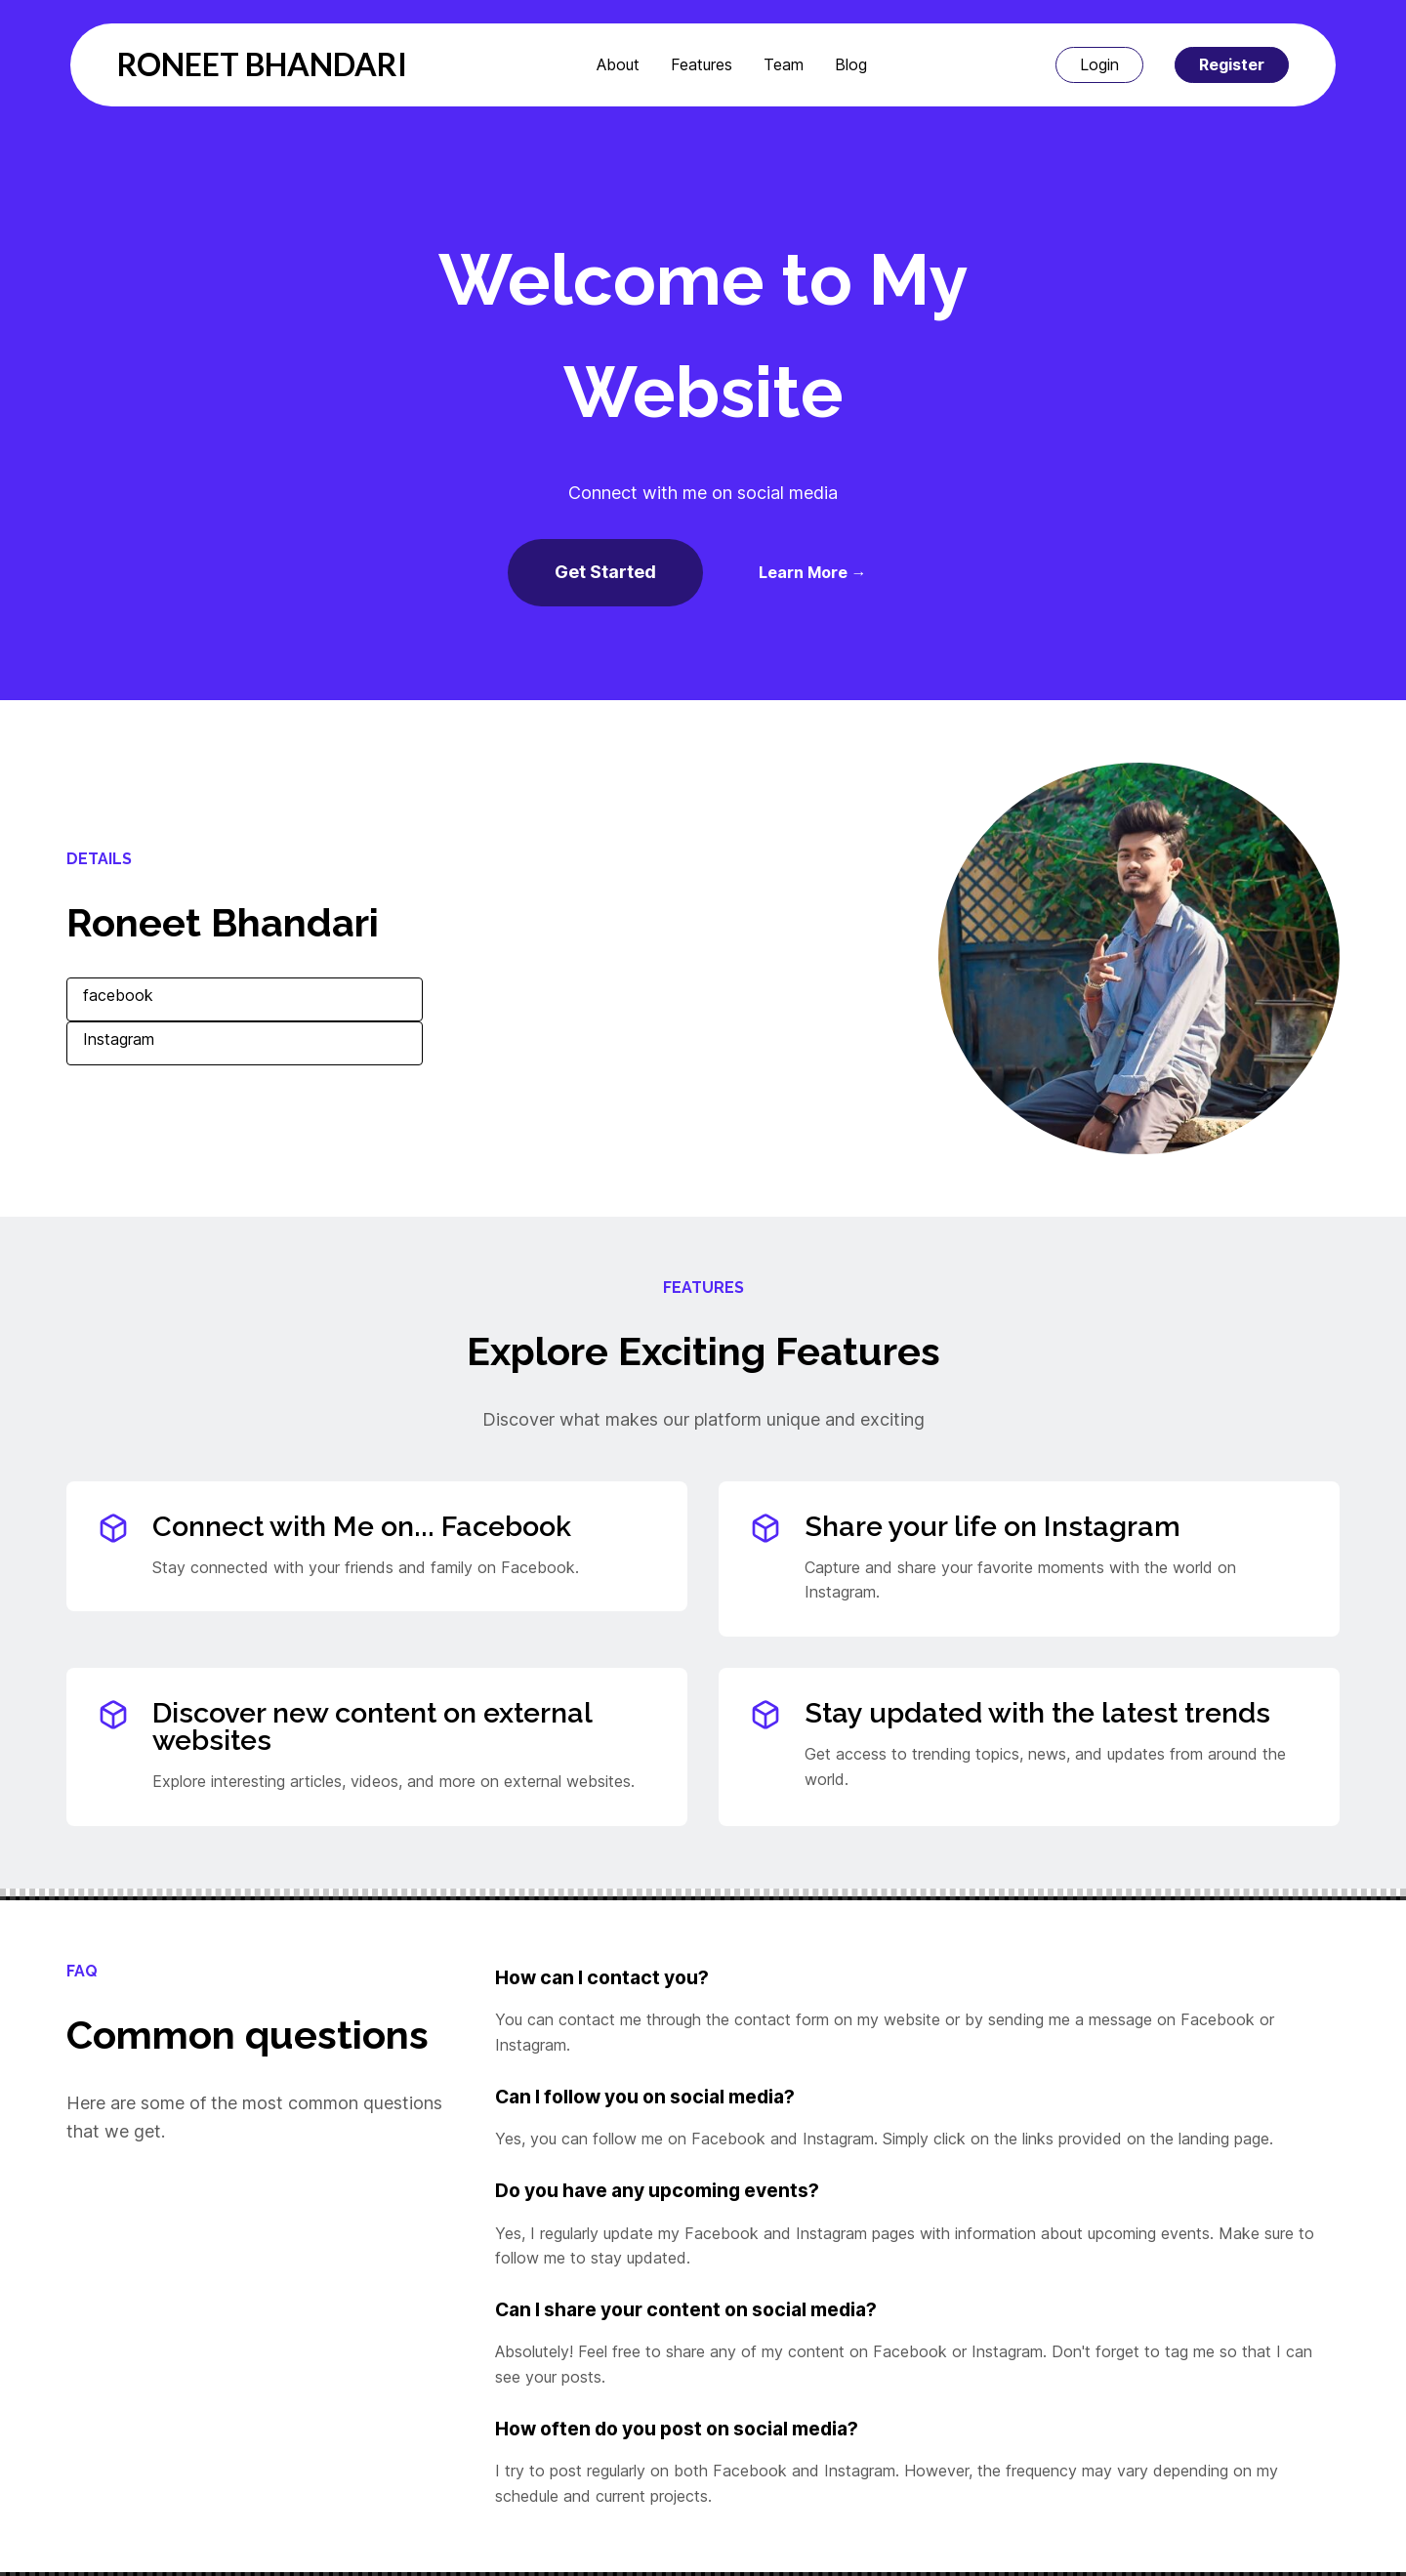 RONEET BHANDARI
About Features Team Blog
Login Register
Welcome to My
Website
Connect with me on social media
Get Started Learn More →
DETAILS
Roneet Bhandari
facebook
Instagram
FEATURES
Explore Exciting Features
Discover what makes our platform unique and exciting
Connect with Me on... Facebook
Stay connected with your friends and family on Facebook.
Share your life on Instagram
Capture and share your favorite moments with the world on
Instagram.
Discover new content on external
websites
Explore interesting articles, videos, and more on external websites.
Stay updated with the latest trends
Get access to trending topics, news, and updates from around the
world.
FAQ
Common questions
Here are some of the most common questions
that we get.
How can I contact you?
You can contact me through the contact form on my website or by sending me a message on Facebook or
Instagram.
Can I follow you on social media?
Yes, you can follow me on Facebook and Instagram. Simply click on the links provided on the landing page.
Do you have any upcoming events?
Yes, I regularly update my Facebook and Instagram pages with information about upcoming events. Make sure to
follow me to stay updated.
Can I share your content on social media?
Absolutely! Feel free to share any of my content on Facebook or Instagram. Don't forget to tag me so that I can
see your posts.
How often do you post on social media?
I try to post regularly on both Facebook and Instagram. However, the frequency may vary depending on my
schedule and current projects.